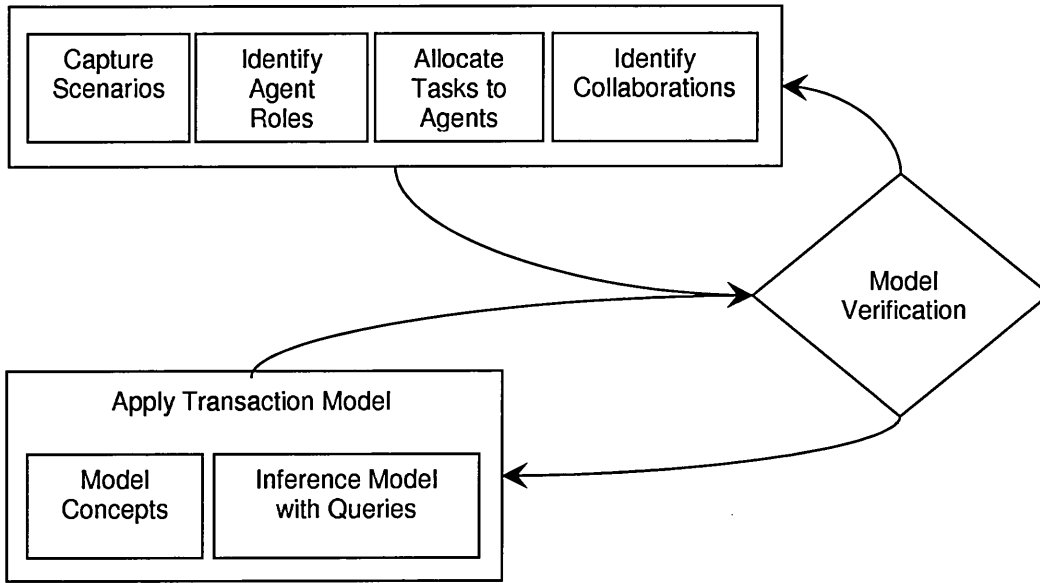 Capture
Scenarios
Identify
Agent
Roles
Allocate
Tasks to
Agents
Identify
Collaborations
Model
Verification
Apply Transaction Model
Model
Concepts
Inference Model
with Queries